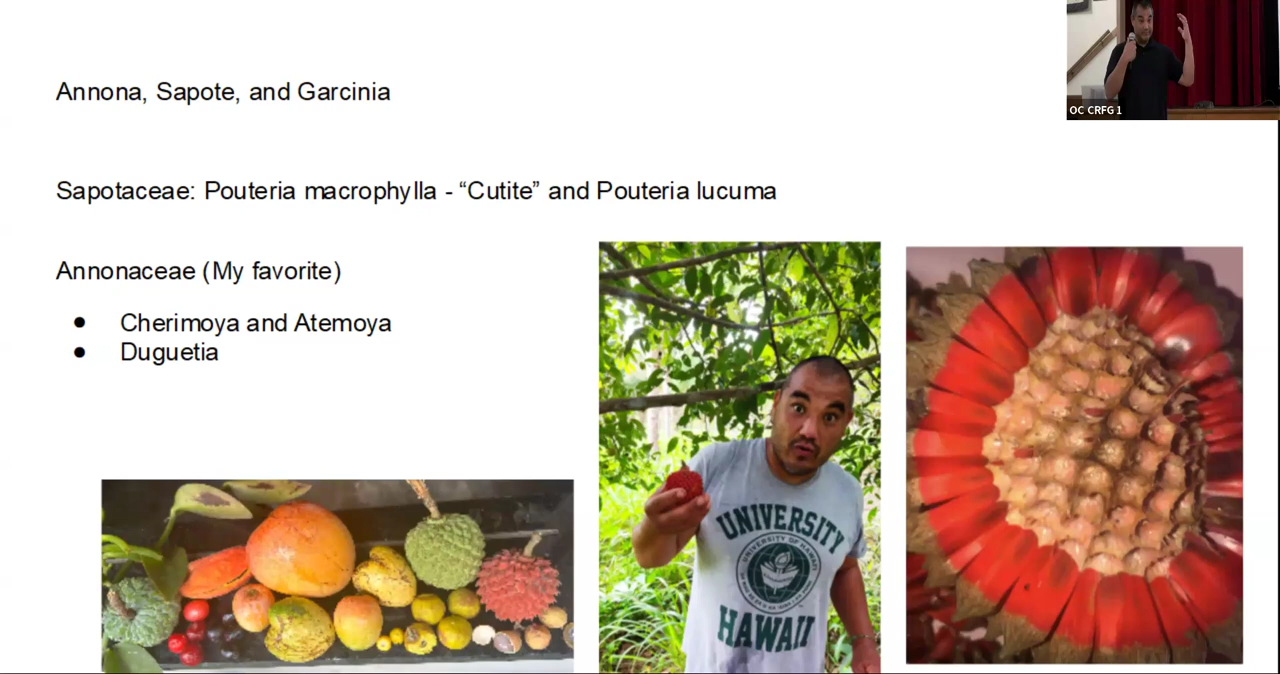 OC CRFG 1
Annona, Sapote, and Garcinia
Sapotaceae: Pouteria macrophylla - “Cutite” and Pouteria lucuma
Annonaceae (My favorite)
● Cherimoya and Atemoya
● Duguetia
UNIVERSITY
HAWAII